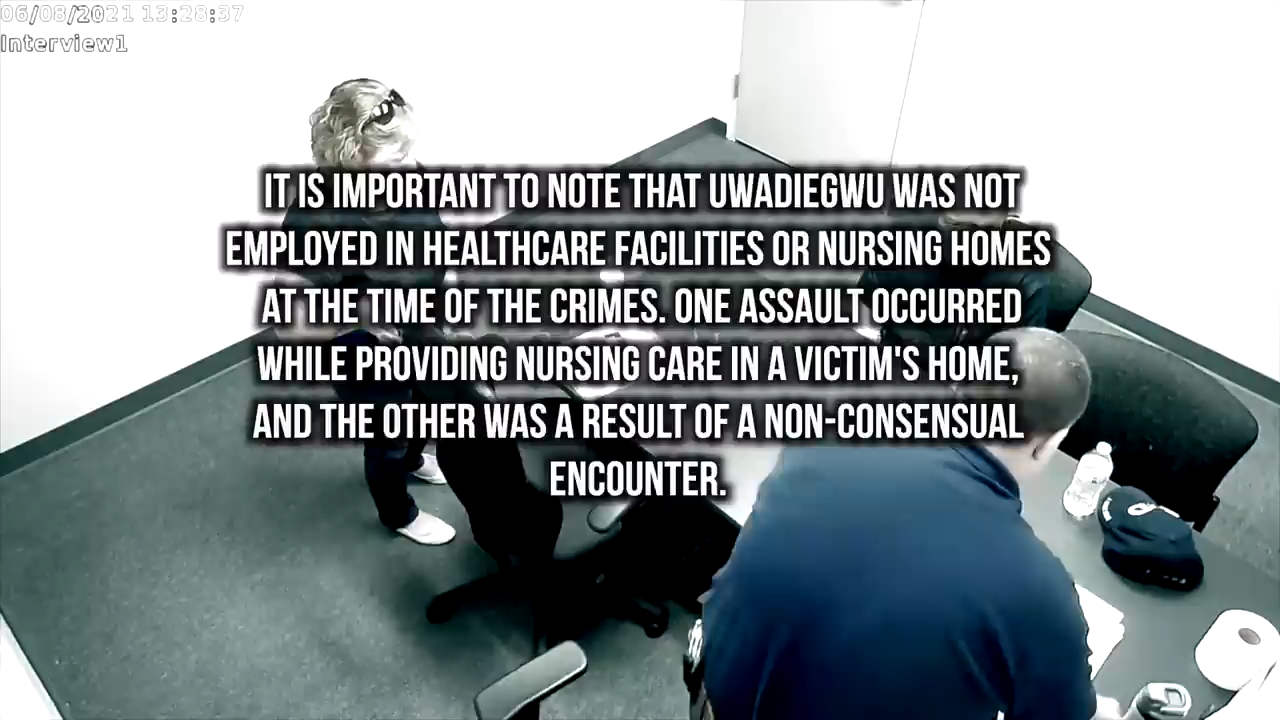 06/08/2021 13:28:37
Interview1
IT IS IMPORTANT TO NOTE THAT UWADIEGWU WAS NOT
EMPLOYED IN HEALTHCARE FACILITIES OR NURSING HOMES
AT THE TIME OF THE CRIMES. ONE ASSAULT OCCURRED
WHILE PROVIDING NURSING CARE IN A VICTIM'S HOME,
AND THE OTHER WAS A RESULT OF A NON-CONSENSUAL
ENCOUNTER.